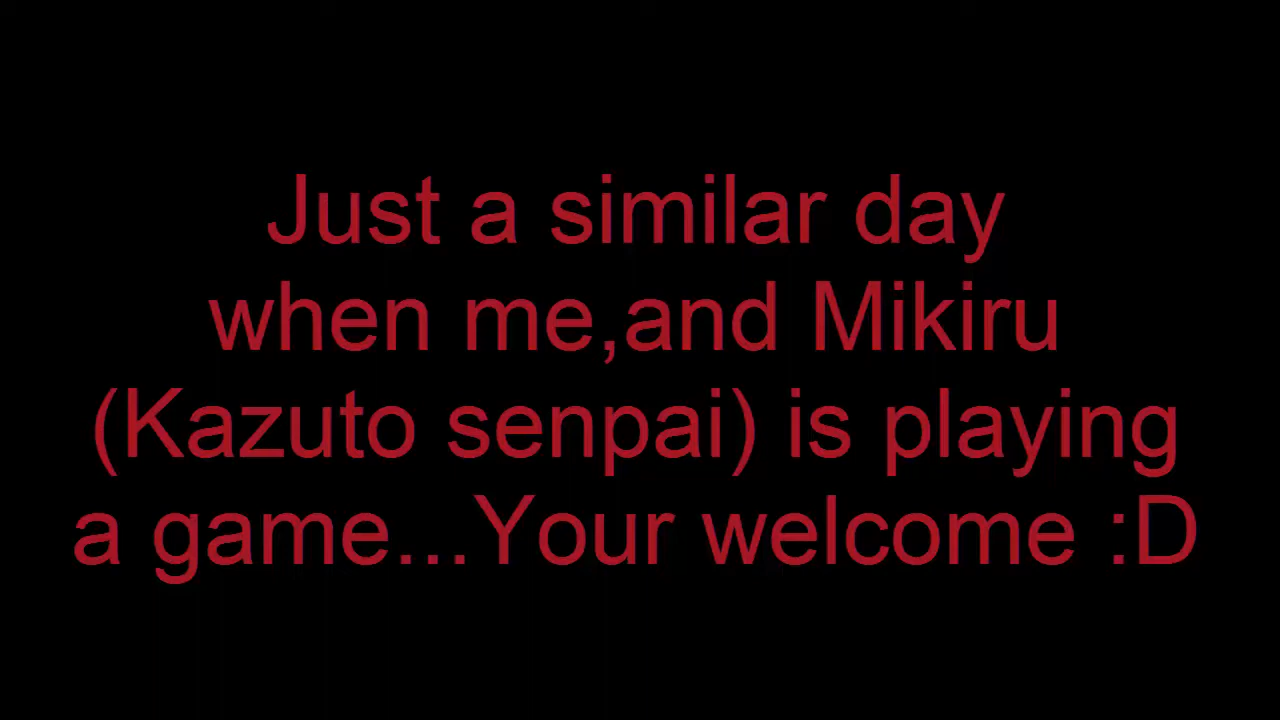 Just a similar day
when me,and Mikiru
(Kazuto senpai) is playing
a game...Your welcome :D